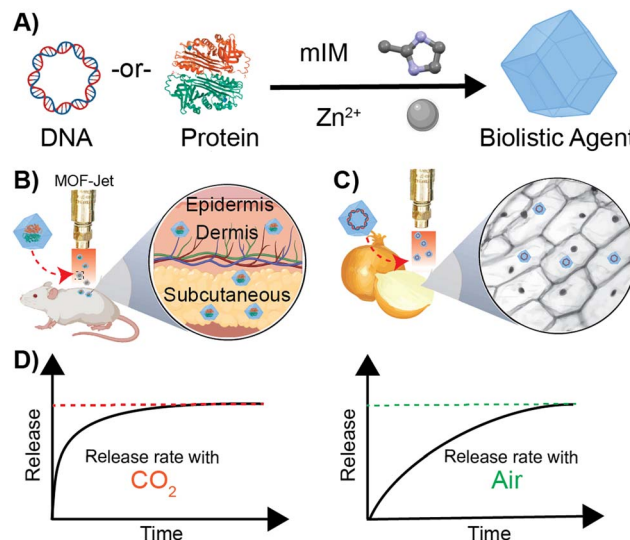 A)
DNA
-or-
Protein
mIM
Zn²⁺
Biolistic Agent
B)
MOF-Jet
Epidermis
Dermis
Subcutaneous
C)
D)
Release
Release rate with
CO₂
Time
Release
Release rate with
Air
Time